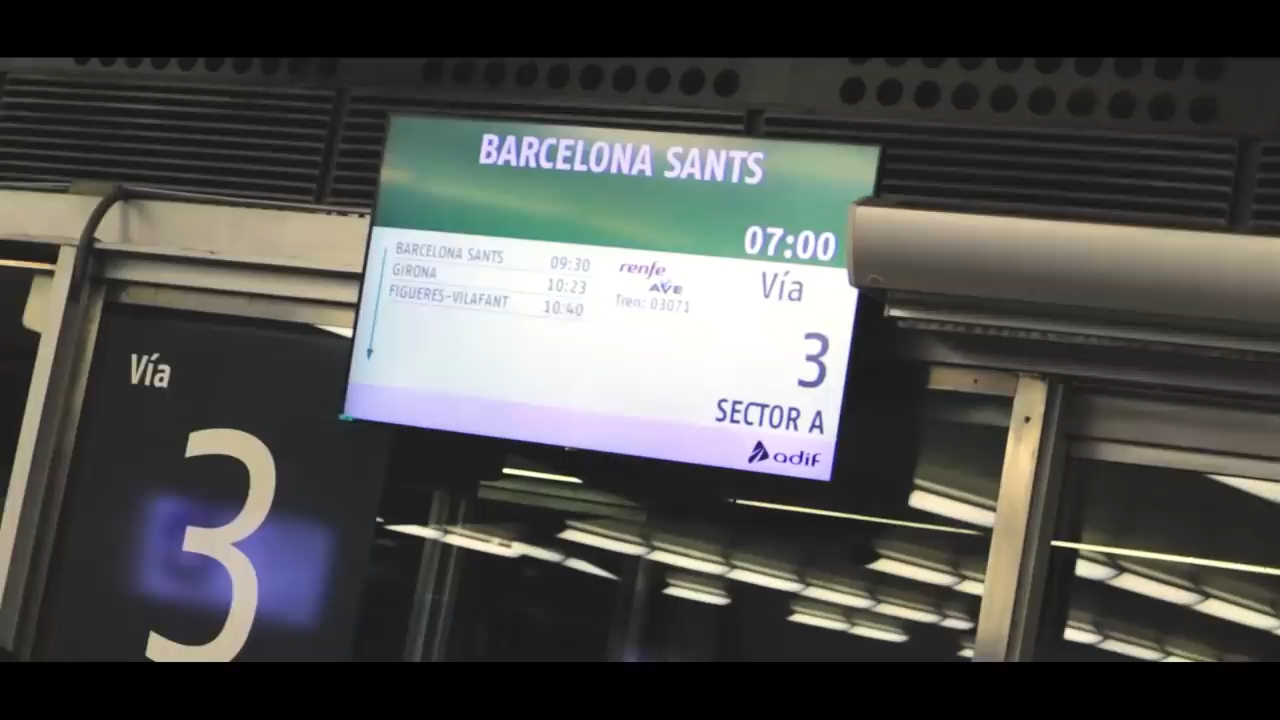 BARCELONA SANTS
07:00
BARCELONA SANTS 09:30
GIRONA 10:23
FIGUERES-VILAFANT 10:40
renfe
AVE
Tren: 03071
Vía
3
SECTOR A
adif
Vía
3